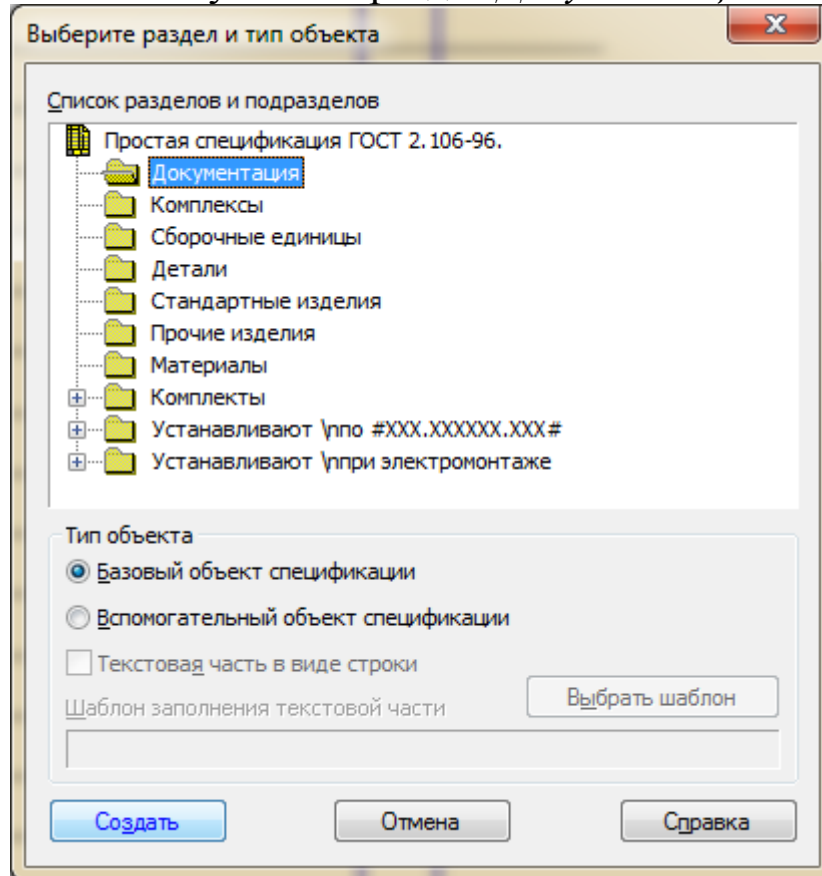 Выберите раздел и тип объекта
Список разделов и подразделов
Простая спецификация ГОСТ 2.106-96.
Документация
Комплексы
Сборочные единицы
Детали
Стандартные изделия
Прочие изделия
Материалы
Комплекты
Устанавливают \nпо #XXX.XXXXXX.XXX#
Устанавливают \nпри электромонтаже
Тип объекта
Базовый объект спецификации
Вспомогательный объект спецификации
Текстовая часть в виде строки
Шаблон заполнения текстовой части
Выбрать шаблон
Создать Отмена Справка